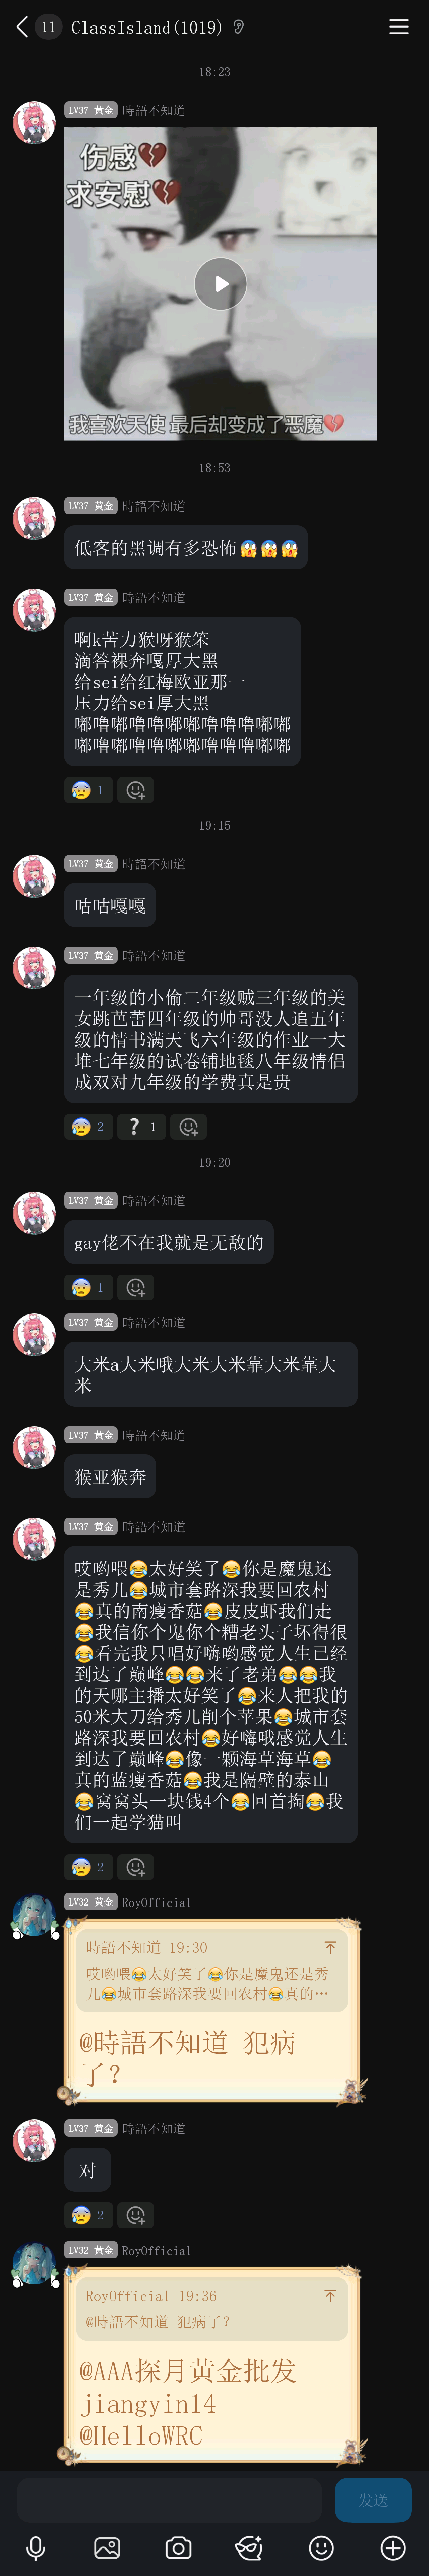 11 ClassIsland(1019)
18:23
LV37 黄金 時語不知道
伤感💔
求安慰💔
我喜欢天使 最后却变成了恶魔💔
18:53
LV37 黄金 時語不知道
低客的黑调有多恐怖😱😱😱
LV37 黄金 時語不知道
啊k苦力猴呀猴笨
滴答裸奔嘎厚大黑
给sei给红梅欧亚那一
压力给sei厚大黑
嘟噜嘟噜噜嘟嘟噜噜噜嘟嘟
嘟噜嘟噜噜嘟嘟噜噜噜嘟嘟
😰 1
19:15
LV37 黄金 時語不知道
咕咕嘎嘎
LV37 黄金 時語不知道
一年级的小偷二年级贼三年级的美
女跳芭蕾四年级的帅哥没人追五年
级的情书满天飞六年级的作业一大
堆七年级的试卷铺地毯八年级情侣
成双对九年级的学费真是贵
😰 2 ❓ 1
19:20
LV37 黄金 時語不知道
gay佬不在我就是无敌的
😰 1
LV37 黄金 時語不知道
大米a大米哦大米大米靠大米靠大
米
LV37 黄金 時語不知道
猴亚猴奔
LV37 黄金 時語不知道
哎哟喂😂太好笑了😂你是魔鬼还
是秀儿😂城市套路深我要回农村
😂真的南瘦香菇😂皮皮虾我们走
😂我信你个鬼你个糟老头子坏得很
😂看完我只唱好嗨哟感觉人生已经
到达了巅峰😂😂来了老弟😂😂我
的天哪主播太好笑了😂来人把我的
50米大刀给秀儿削个苹果😂城市套
路深我要回农村😂好嗨哦感觉人生
到达了巅峰😂像一颗海草海草😂
真的蓝瘦香菇😂我是隔壁的泰山
😂窝窝头一块钱4个😂回首掏😂我
们一起学猫叫
😰 2
LV32 黄金 RoyOfficial
時語不知道 19:30
哎哟喂😂太好笑了😂你是魔鬼还是秀
儿😂城市套路深我要回农村😂真的…
@時語不知道 犯病
了？
LV37 黄金 時語不知道
对
😰 2
LV32 黄金 RoyOfficial
RoyOfficial 19:36
@時語不知道 犯病了？
@AAA探月黄金批发
jiangyin14
@HelloWRC
发送